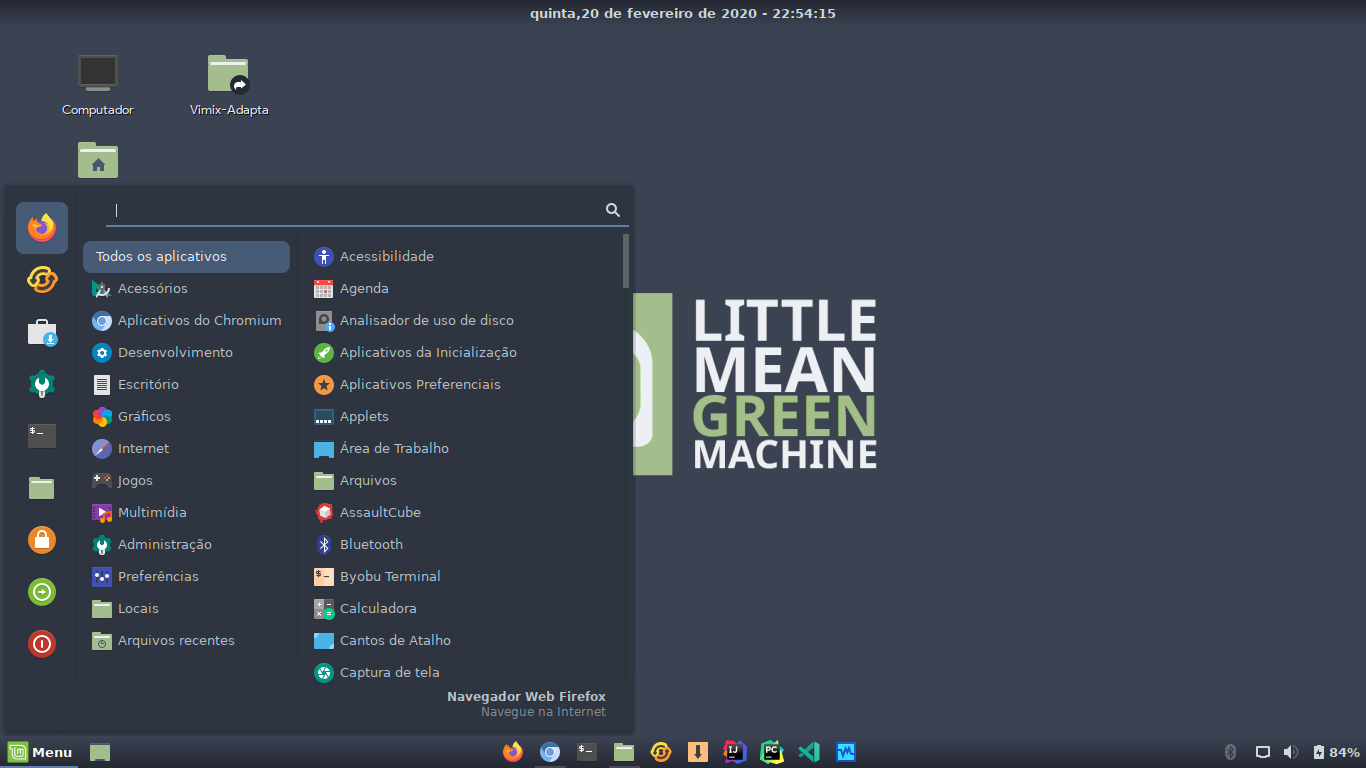 quinta,20 de fevereiro de 2020 - 22:54:15
Computador
Vimix-Adapta
Todos os aplicativos
Acessórios
Aplicativos do Chromium
Desenvolvimento
Escritório
Gráficos
Internet
Jogos
Multimídia
Administração
Preferências
Locais
Arquivos recentes
Acessibilidade
Agenda
Analisador de uso de disco
Aplicativos da Inicialização
Aplicativos Preferenciais
Applets
Área de Trabalho
Arquivos
AssaultCube
Bluetooth
Byobu Terminal
Calculadora
Cantos de Atalho
Captura de tela
Navegador Web Firefox
Navegue na Internet
LITTLE
MEAN
GREEN
MACHINE
Menu
IJ
PC
84%